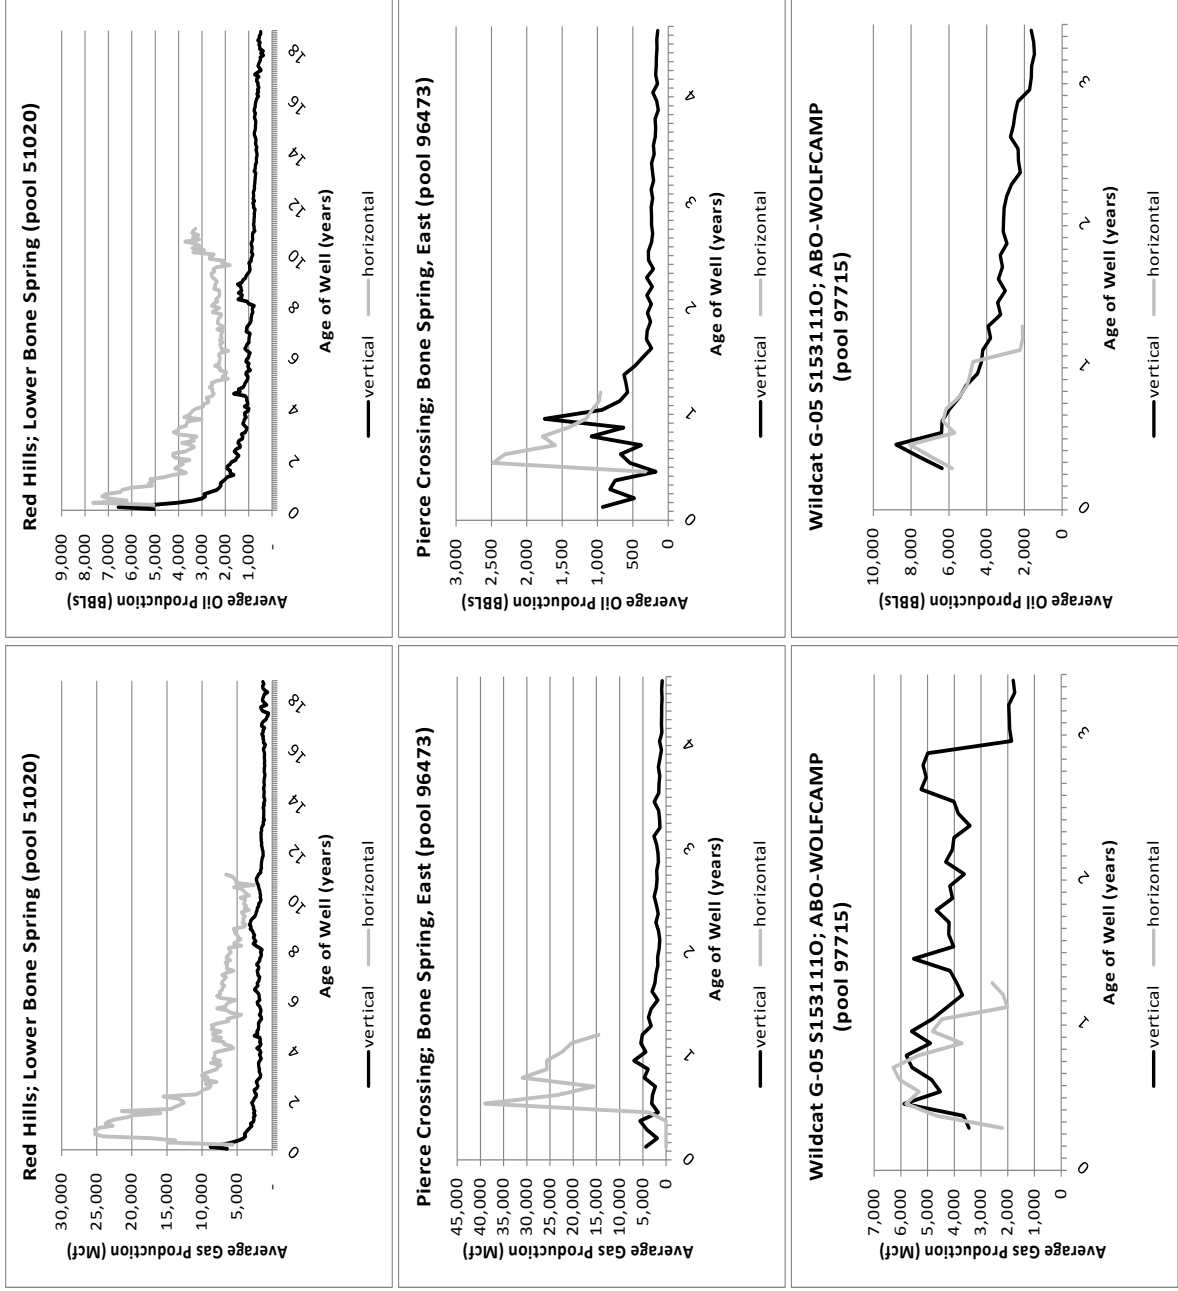 Red Hills; Lower Bone Spring (pool 51020)
Average Gas Production (Mcf)
30,000
25,000
20,000
15,000
10,000
5,000
-
0 2 4 6 8 10 12 14 16 18
Age of Well (years)
vertical horizontal
Red Hills; Lower Bone Spring (pool 51020)
Average Oil Production (BBLs)
9,000
8,000
7,000
6,000
5,000
4,000
3,000
2,000
1,000
-
0 2 4 6 8 10 12 14 16 18
Age of Well (years)
vertical horizontal
Pierce Crossing; Bone Spring, East (pool 96473)
Average Gas Production (Mcf)
45,000
40,000
35,000
30,000
25,000
20,000
15,000
10,000
5,000
0
0 1 2 3 4
Age of Well (years)
vertical horizontal
Pierce Crossing; Bone Spring, East (pool 96473)
Average Oil Production (BBLs)
3,000
2,500
2,000
1,500
1,000
500
0
0 1 2 3 4
Age of Well (years)
vertical horizontal
Wildcat G-05 S153111O; ABO-WOLFCAMP
(pool 97715)
Average Gas Production (Mcf)
7,000
6,000
5,000
4,000
3,000
2,000
1,000
0
0 1 2 3
Age of Well (years)
vertical horizontal
Wildcat G-05 S153111O; ABO-WOLFCAMP
(pool 97715)
Average Oil Pproduction (BBLs)
10,000
8,000
6,000
4,000
2,000
0
0 1 2 3
Age of Well (years)
vertical horizontal